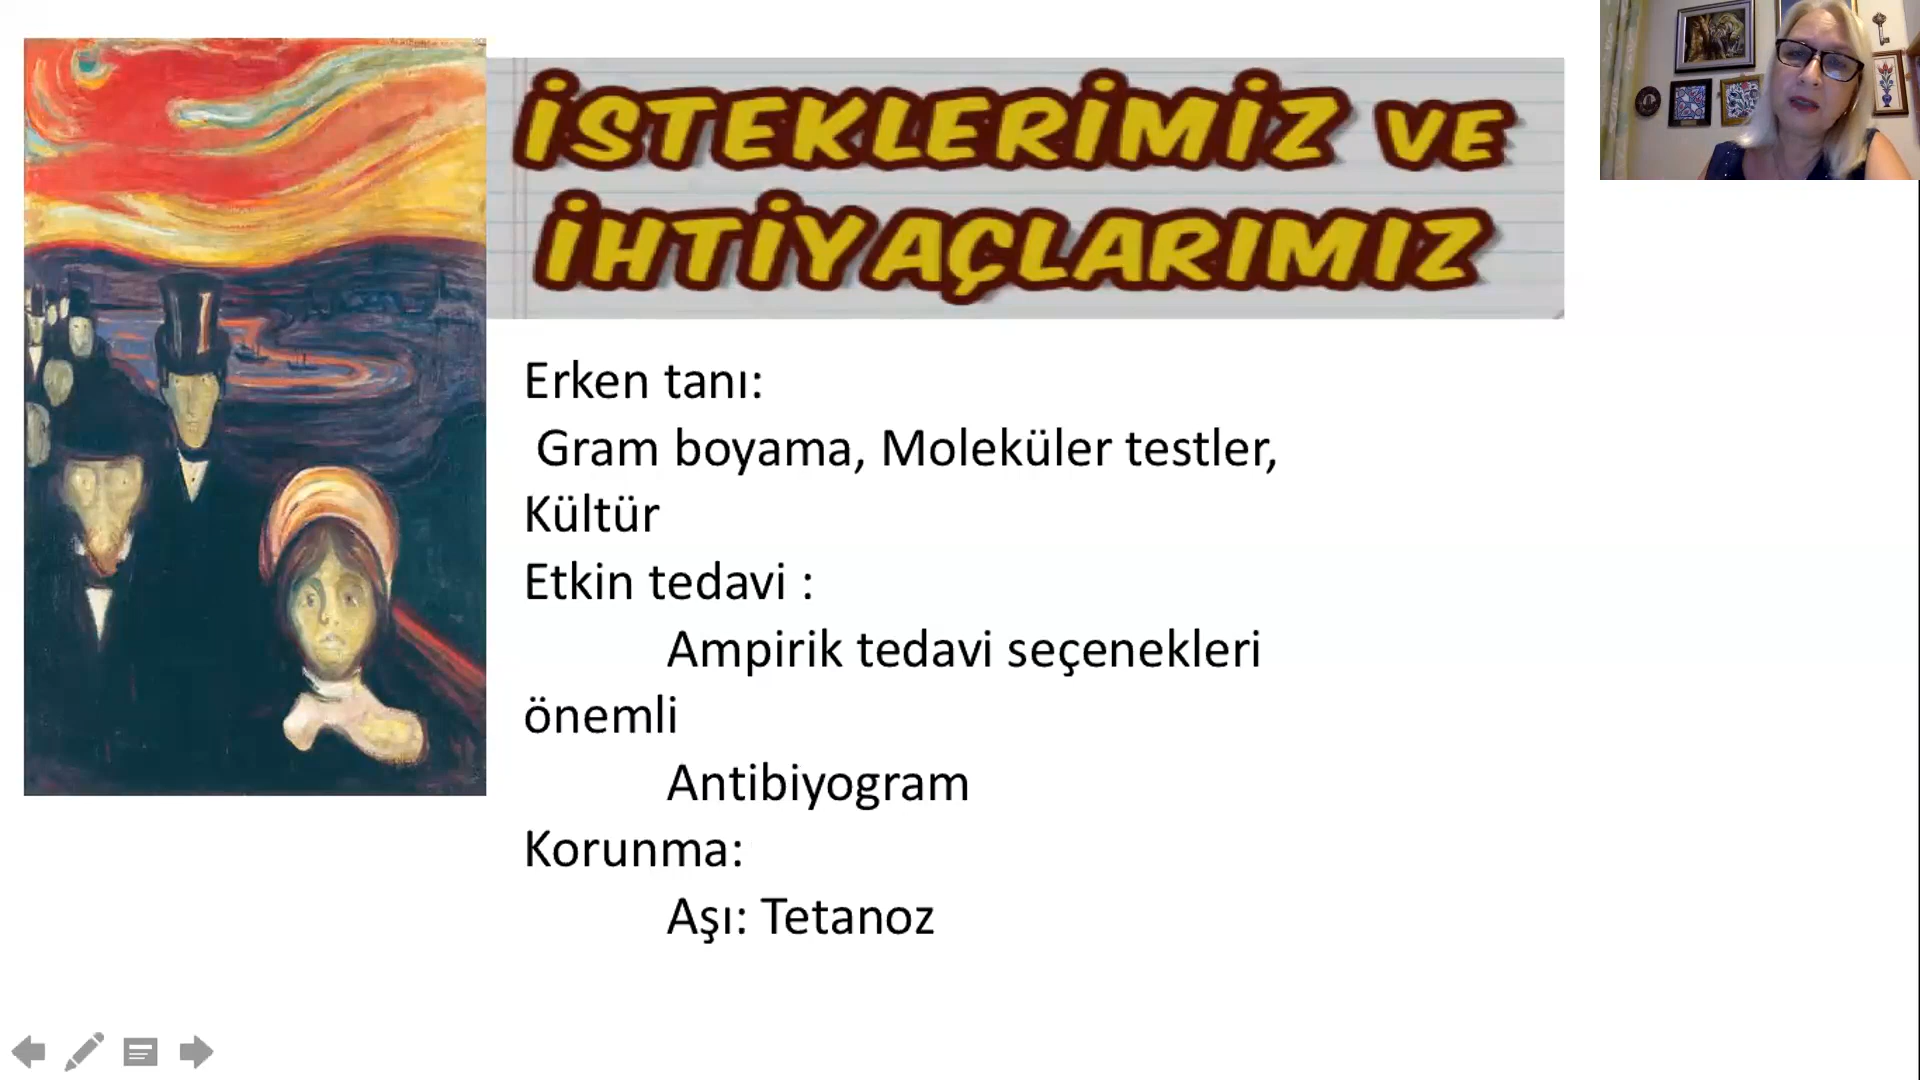 İSTEKLERİMİZ VE
İHTİYAÇLARIMIZ
Erken tanı:
Gram boyama, Moleküler testler,
Kültür
Etkin tedavi :
Ampirik tedavi seçenekleri
önemli
Antibiyogram
Korunma:
Aşı: Tetanoz